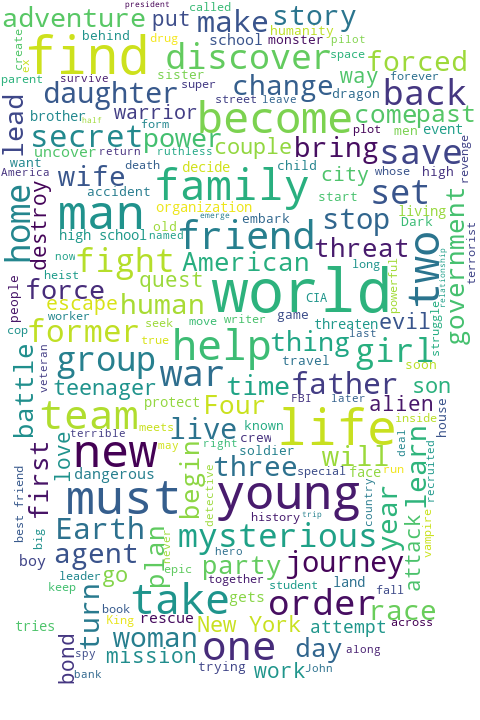 president
adventure
put
called
make
story
behind
drug
school
monster
humanity
pilot
create
ex
find
discover
forced
parent
survive
sister
super
space
forever
way
daughter
change
back
street
leave
dragon
lead
brother
warrior
become
come
past
secret
form
ruthless
plot
men
event
power
couple
bring
save
want
uncover
return
half
decide
child
whose
high
revenge
America
wife
death
family
city
set
accident
start
home
destroy
man
organization
old
named
emerge
embark
stop
living
Dark
high school
friend
threat
two
government
terrorist
now
fight
American
long
powerful
relationship
heist
quest
world
people
force
escape
human
CIA
game
threaten
evil
struggle
worker
seek
move
writer
last
cop
former
true
help
thing
girl
soon
veteran
group
war
travel
battle
teenager
time
father
son
FBI
later
alien
house
protect
Four
team
meets
live
known
life
inside
terrible
may
right
crew
will
deal
love
first
new
soldier
learn
dangerous
begin
three
special
face
run
recruited
best friend
must
detective
young
country
year
attack
vampire
big
Earth
history
trip
mysterious
plan
never
hero
agent
party
journey
boy
epic
together
leader
go
student
land
fall
keep
turn
take
gets
order
race
book
King
rescue
across
tries
New York
attempt
bond
woman
one
day
along
spy
mission
trying
work
John
bank